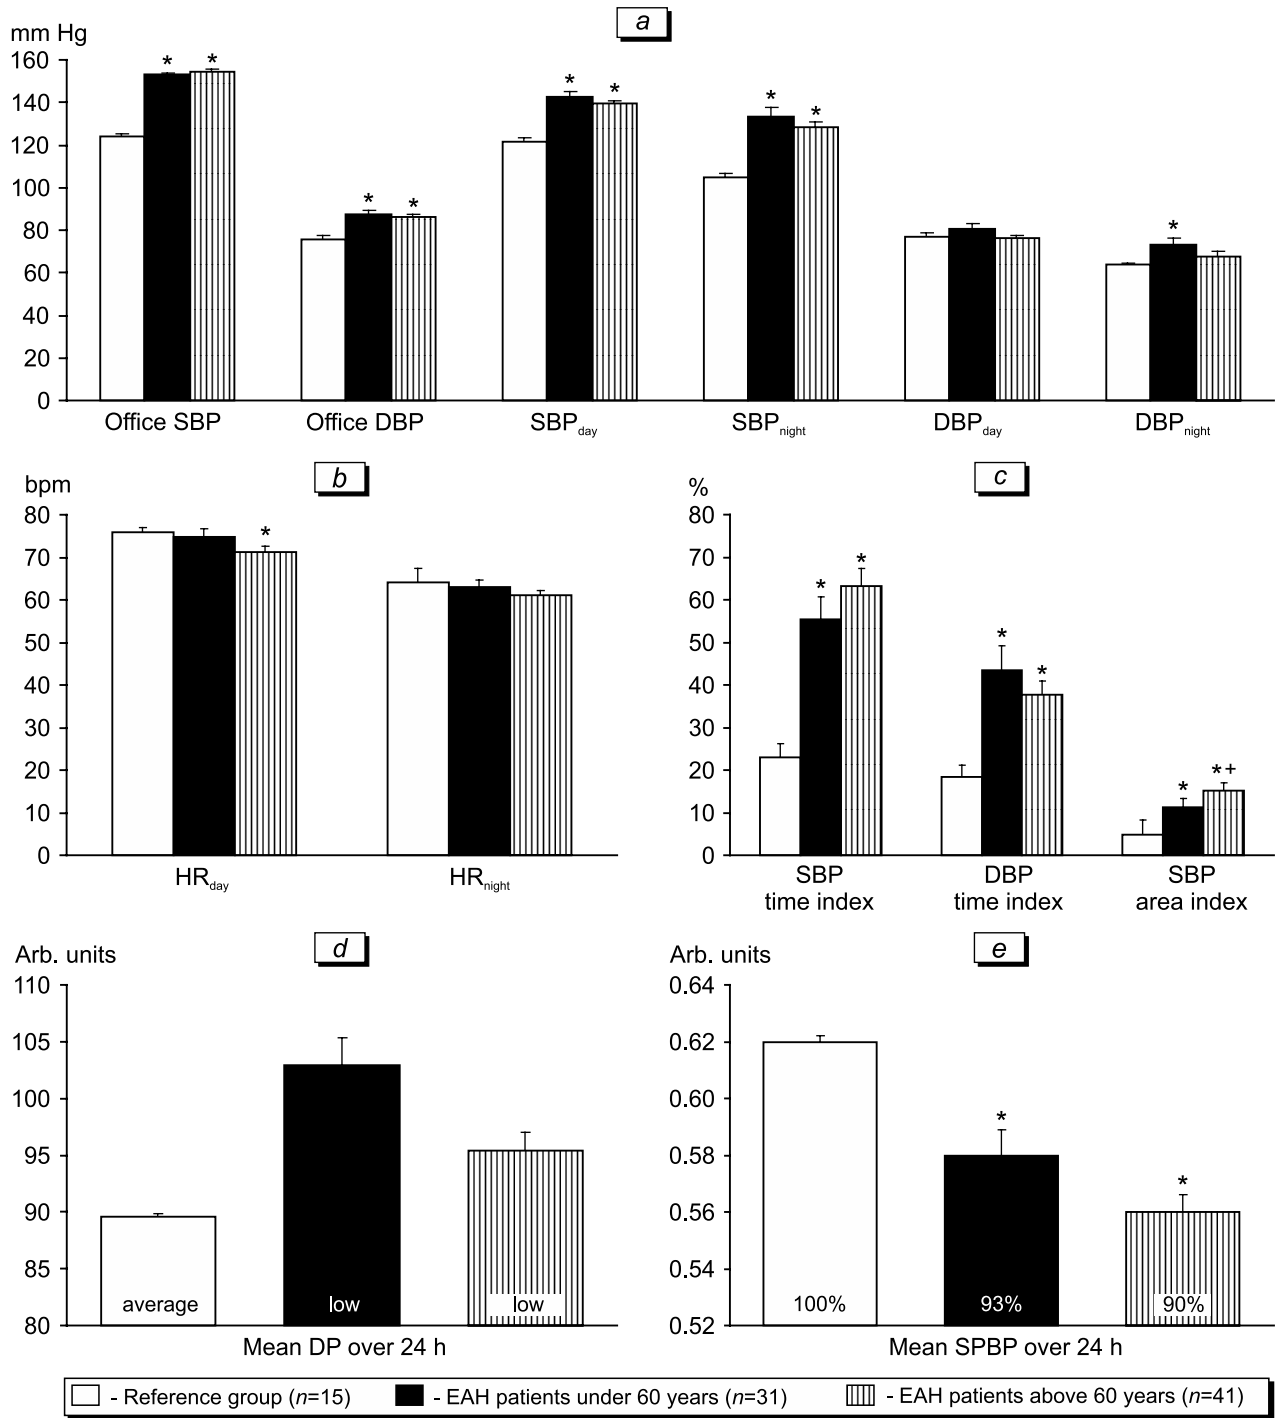 a
mm Hg
160
140
120
100
80
60
40
20
0
* * * * * * * * *
Office SBP Office DBP SBPday SBPnight DBPday DBPnight
b
bpm
80
70
60
50
40
30
20
10
0
*
HRday HRnight
c
%
80
70
60
50
40
30
20
10
0
* * * * * *+
SBP DBP SBP
time index time index area index
d
Arb. units
110
105
100
95
90
85
80
average low low
Mean DP over 24 h
e
Arb. units
0.64
0.62
0.60
0.58
0.56
0.54
0.52
* *
100% 93% 90%
Mean SPBP over 24 h
- Reference group (n=15) - EAH patients under 60 years (n=31) - EAH patients above 60 years (n=41)